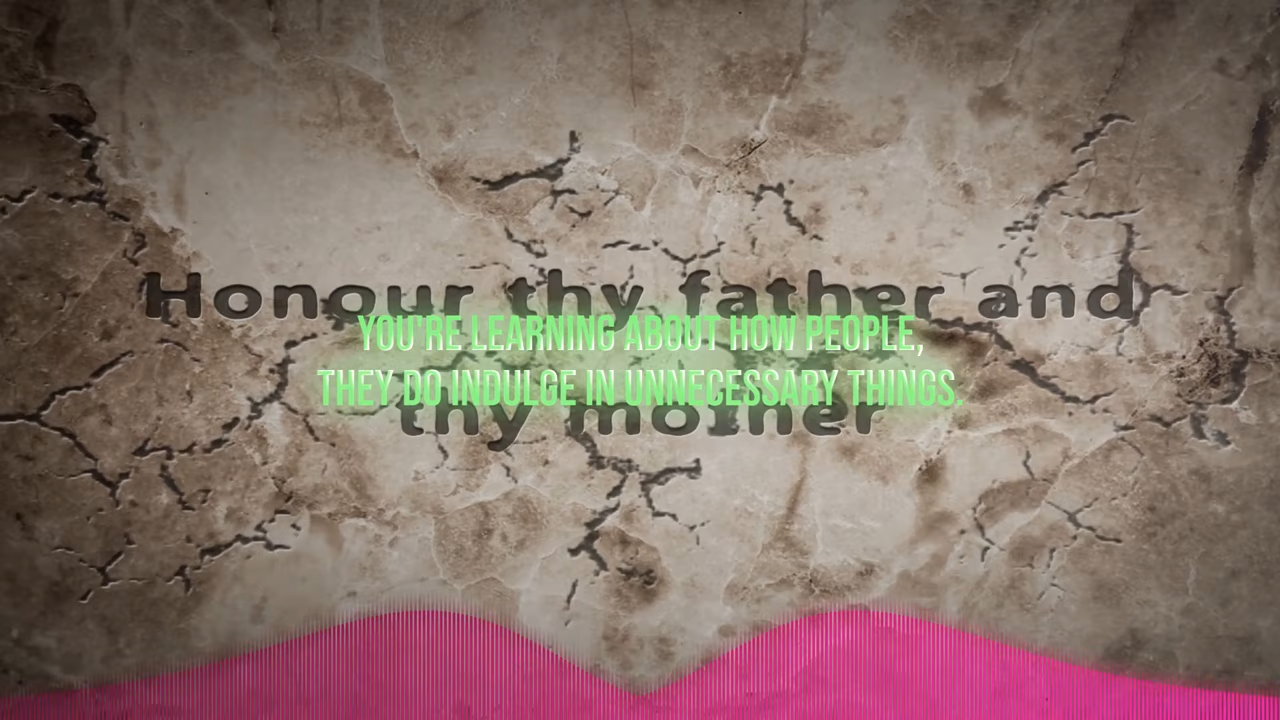 Honour thy father and
YOU'RE LEARNING ABOUT HOW PEOPLE,
THEY DO INDULGE IN UNNECESSARY THINGS.
thy mother